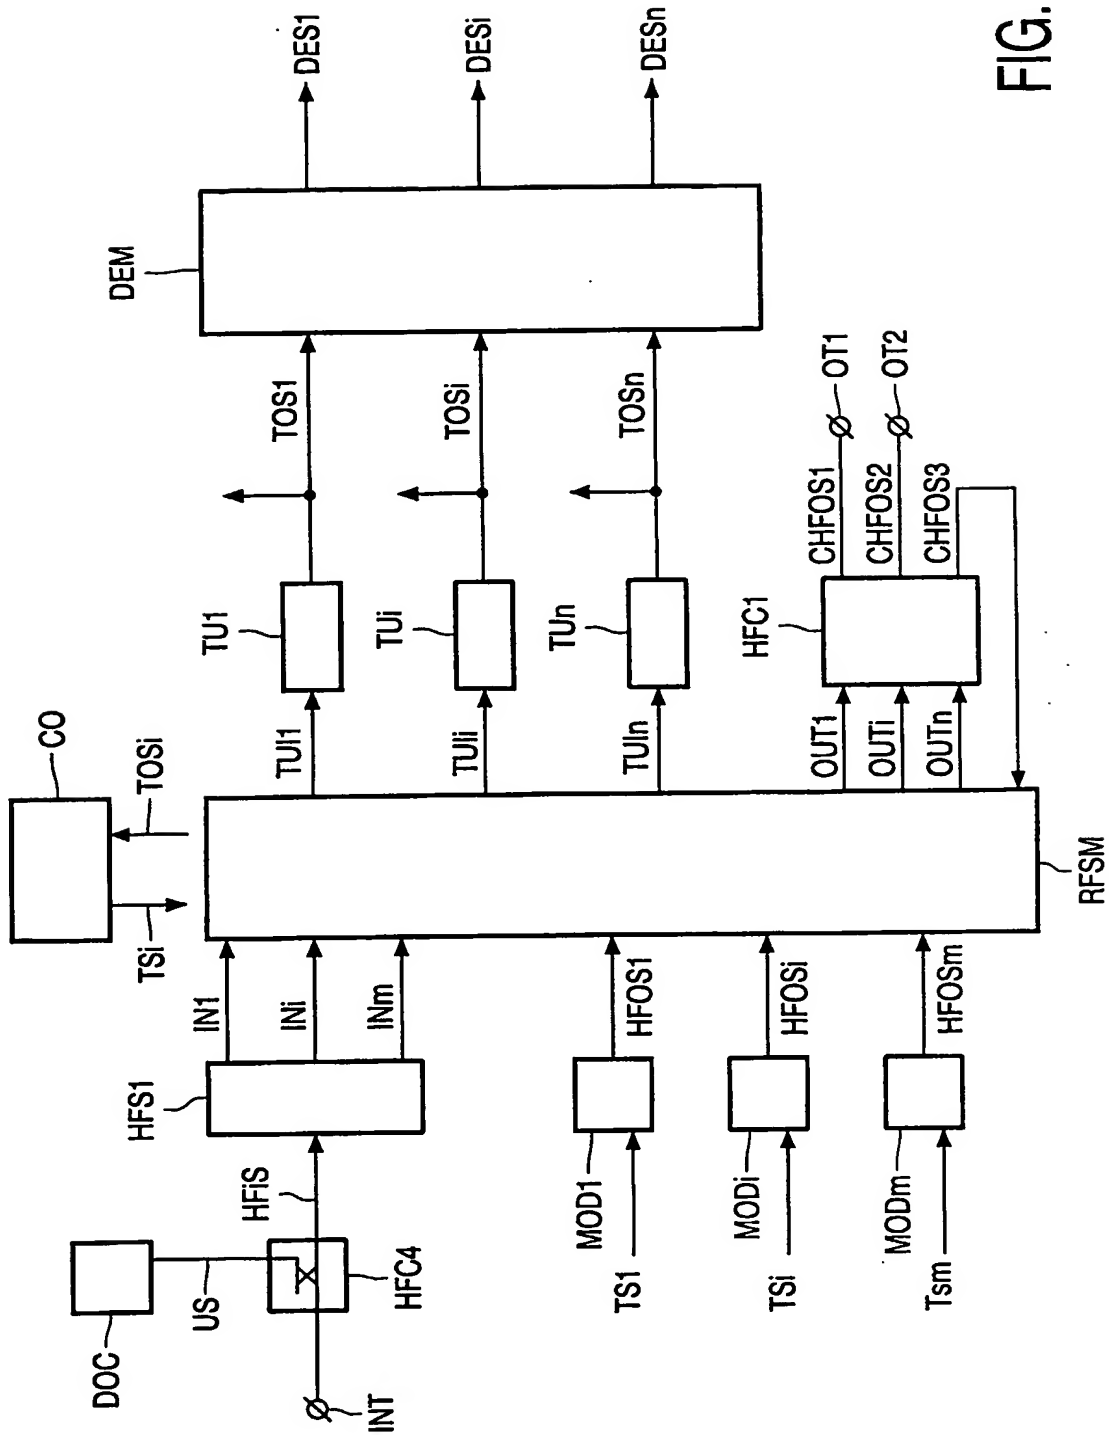 DOC
US
INT
HFC4
HFiS
HFS1
IN1
INi
INm
TSi
TOSi
CO
TUI1
TUIi
TUIn
TU1
TUi
TUn
TOS1
TOSi
TOSn
DEM
DES1
DESi
DESn
TS1
MOD1
HFOS1
TSi
MODi
HFOSi
Tsm
MODm
HFOSm
RFSM
OUT1
OUTi
OUTn
HFC1
CHFOS1
CHFOS2
CHFOS3
OT1
OT2
FIG.